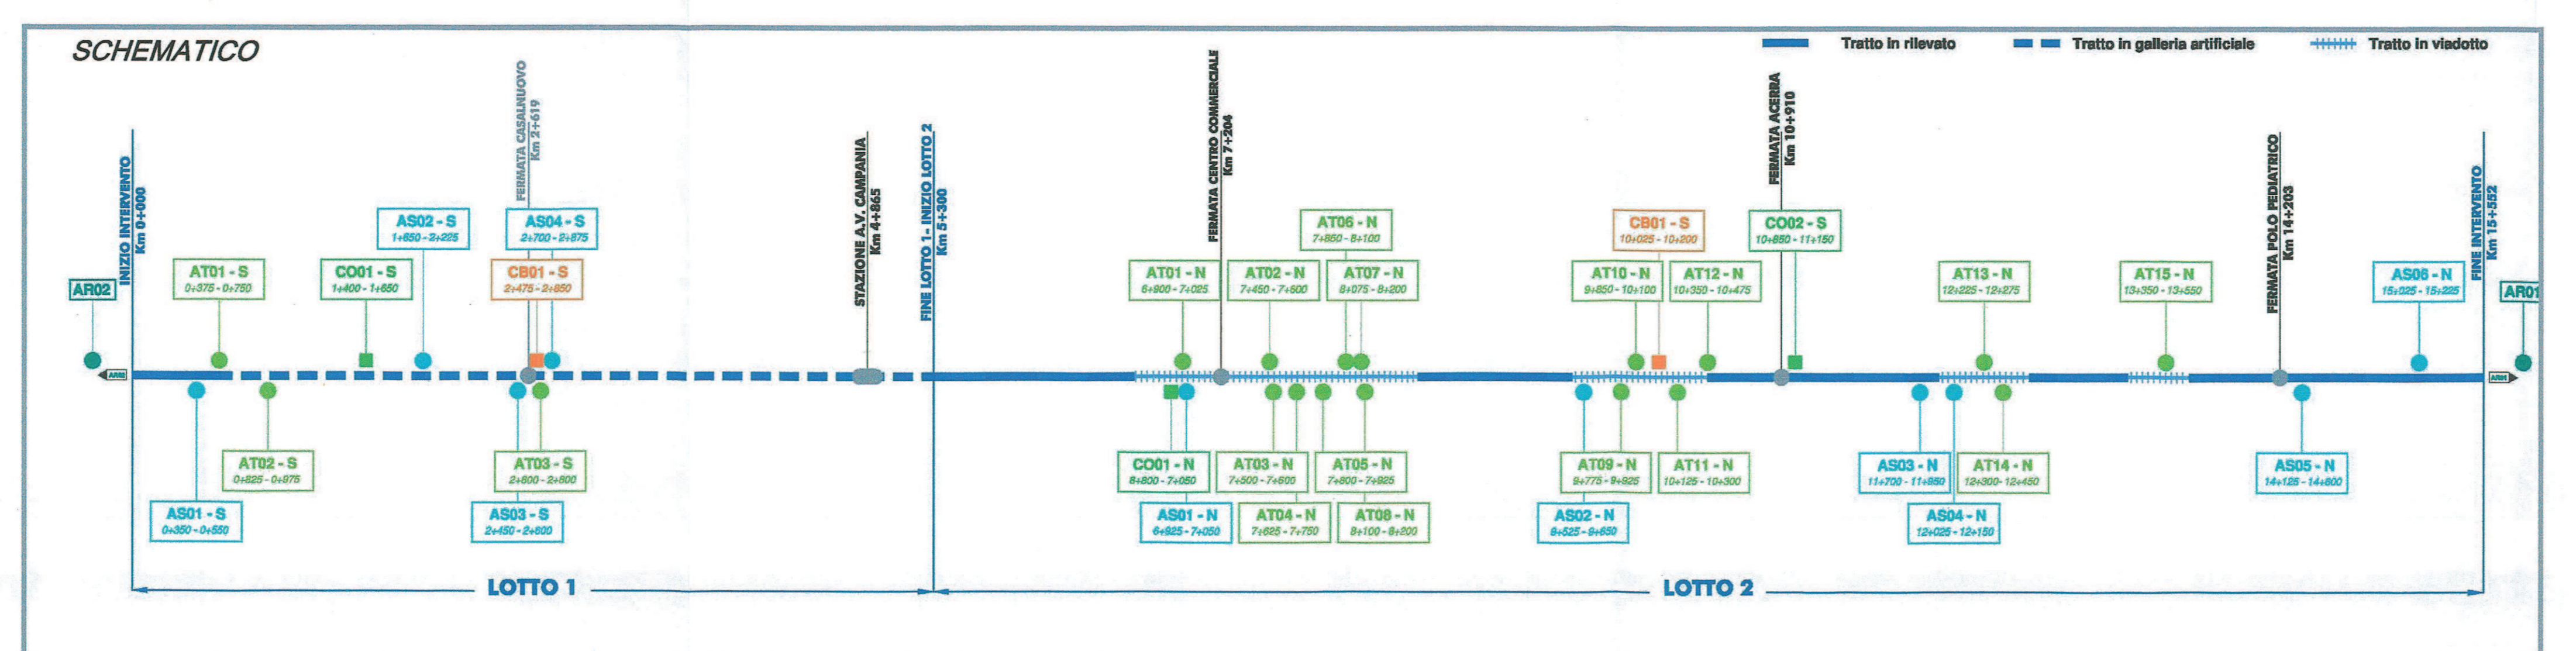 SCHEMATICO
Tratto in rilevato
Tratto in galleria artificiale
Tratto in viadotto
INIZIO INTERVENTO
Km 0+000
FERMATA CASALNUOVO
Km 2+619
STAZIONE A.V. CAMPANIA
Km 4+865
FINE LOTTO 1- INIZIO LOTTO 2
Km 5+300
FERMATA CENTRO COMMERCIALE
Km 7+204
FERMATA ACERRA
Km 10+910
FERMATA POLO PEDIATRICO
Km 14+203
FINE INTERVENTO
Km 15+552
AS02 - S
1+650 - 2+225
AS04 - S
2+700 - 2+875
AT06 - N
7+850 - 8+100
CB01 - S
10+025 - 10+200
CO02 - S
10+850 - 11+150
AR02
AT01 - S
0+375 - 0+750
CO01 - S
1+400 - 1+650
CB01 - S
2+475 - 2+850
AT01 - N
6+900 - 7+025
AT02 - N
7+450 - 7+500
AT07 - N
8+075 - 8+200
AT10 - N
9+850 - 10+100
AT12 - N
10+350 - 10+475
AT13 - N
12+225 - 12+275
AT15 - N
13+350 - 13+550
AS06 - N
15+025 - 15+225
AR01
AR02
AR01
AT02 - S
0+825 - 0+975
AT03 - S
2+600 - 2+800
CO01 - N
6+800 - 7+050
AT03 - N
7+500 - 7+600
AT05 - N
7+800 - 7+925
AT09 - N
9+775 - 9+925
AT11 - N
10+125 - 10+300
AS03 - N
11+700 - 11+950
AT14 - N
12+300 - 12+450
AS05 - N
14+125 - 14+600
AS01 - S
0+350 - 0+550
AS03 - S
2+450 - 2+600
AS01 - N
6+925 - 7+050
AT04 - N
7+625 - 7+750
AT08 - N
8+100 - 8+200
AS02 - N
9+525 - 9+650
AS04 - N
12+025 - 12+150
LOTTO 1
LOTTO 2